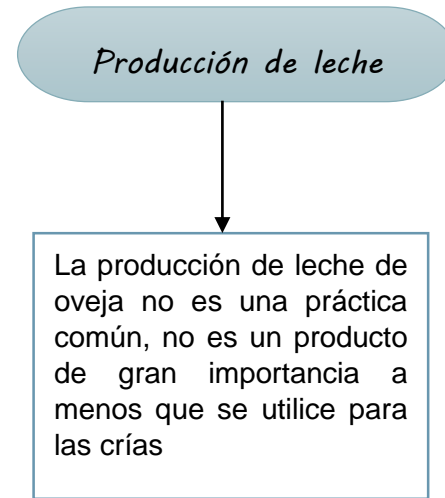 Producción de leche
La producción de leche de
oveja no es una práctica
común, no es un producto
de gran importancia a
menos que se utilice para
las crías